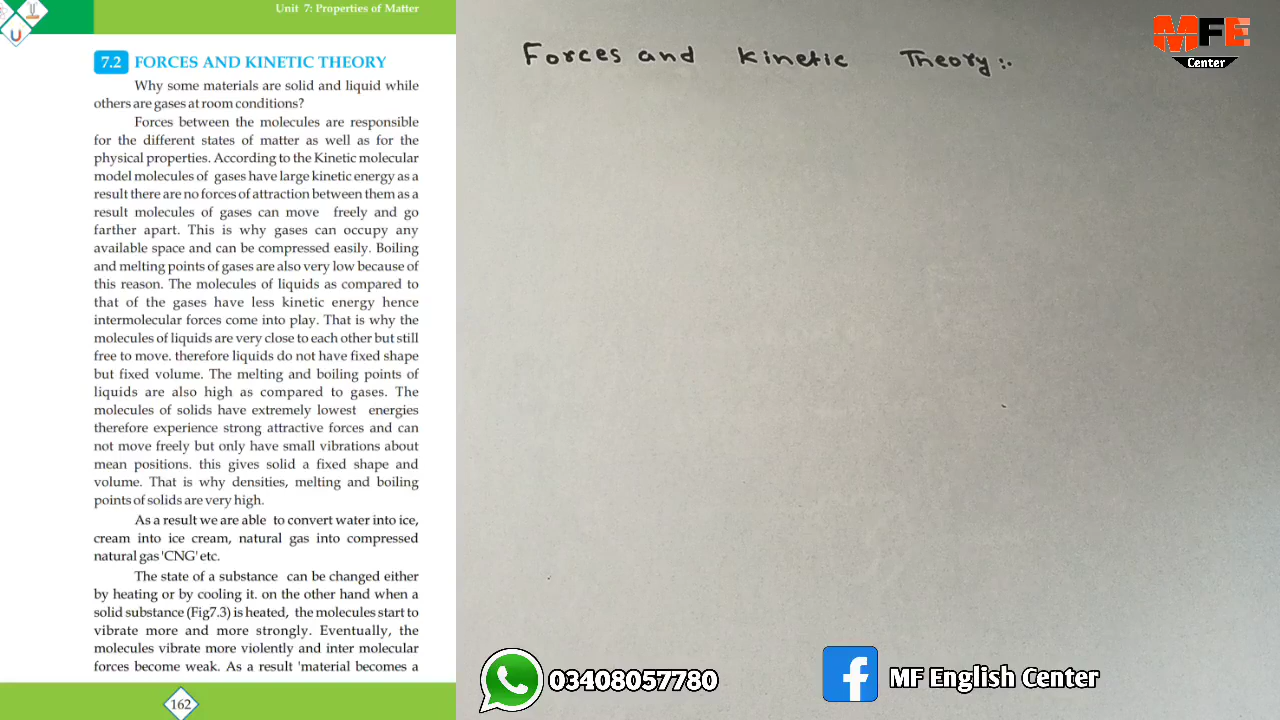 Unit 7: Properties of Matter
7.2 FORCES AND KINETIC THEORY
Why some materials are solid and liquid while
others are gases at room conditions?
Forces between the molecules are responsible
for the different states of matter as well as for the
physical properties. According to the Kinetic molecular
model molecules of gases have large kinetic energy as a
result there are no forces of attraction between them as a
result molecules of gases can move freely and go
farther apart. This is why gases can occupy any
available space and can be compressed easily. Boiling
and melting points of gases are also very low because of
this reason. The molecules of liquids as compared to
that of the gases have less kinetic energy hence
intermolecular forces come into play. That is why the
molecules of liquids are very close to each other but still
free to move. therefore liquids do not have fixed shape
but fixed volume. The melting and boiling points of
liquids are also high as compared to gases. The
molecules of solids have extremely lowest energies
therefore experience strong attractive forces and can
not move freely but only have small vibrations about
mean positions. this gives solid a fixed shape and
volume. That is why densities, melting and boiling
points of solids are very high.
As a result we are able to convert water into ice,
cream into ice cream, natural gas into compressed
natural gas 'CNG' etc.
The state of a substance can be changed either
by heating or by cooling it. on the other hand when a
solid substance (Fig7.3) is heated, the molecules start to
vibrate more and more strongly. Eventually, the
molecules vibrate more violently and inter molecular
forces become weak. As a result 'material becomes a
162
Forces and Kinetic Theory:.
MFE
Center
03408057780
MF English Center